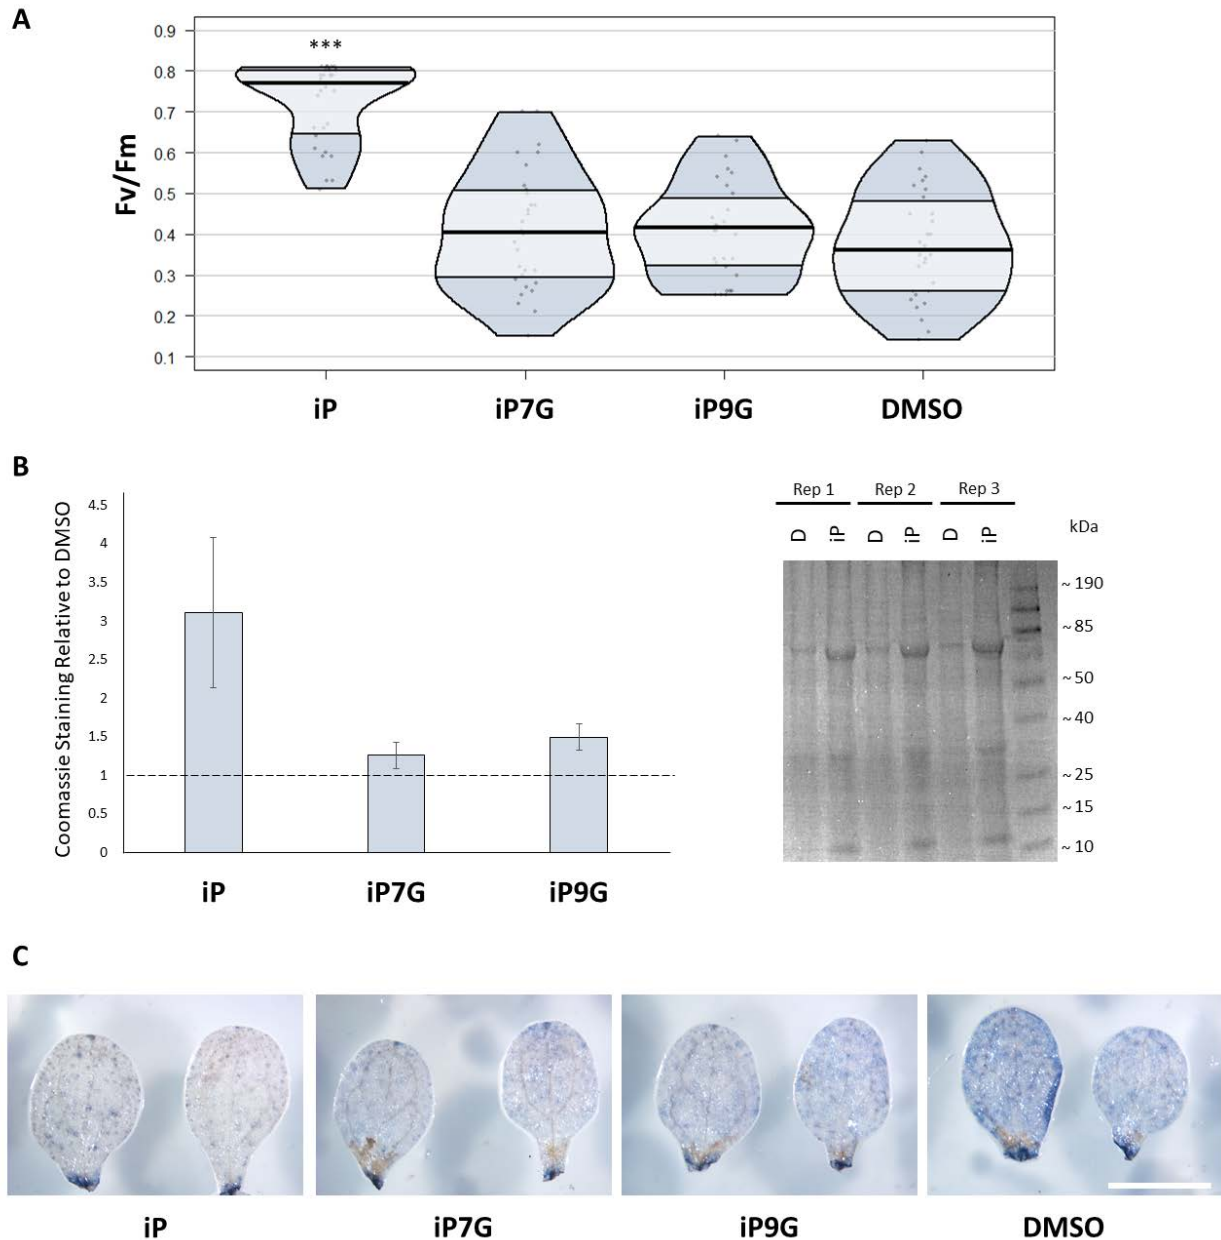 A
***
0.9
0.8
0.7
0.6
0.5
0.4
0.3
0.2
0.1
Fv/Fm
iP iP7G iP9G DMSO
B
Coomassie Staining Relative to DMSO
4.5
4
3.5
3
2.5
2
1.5
1
0.5
0
iP iP7G iP9G
Rep 1 Rep 2 Rep 3
D iP D iP D iP kDa
~ 190
~ 85
~ 50
~ 40
~ 25
~ 15
~ 10
C
iP iP7G iP9G DMSO